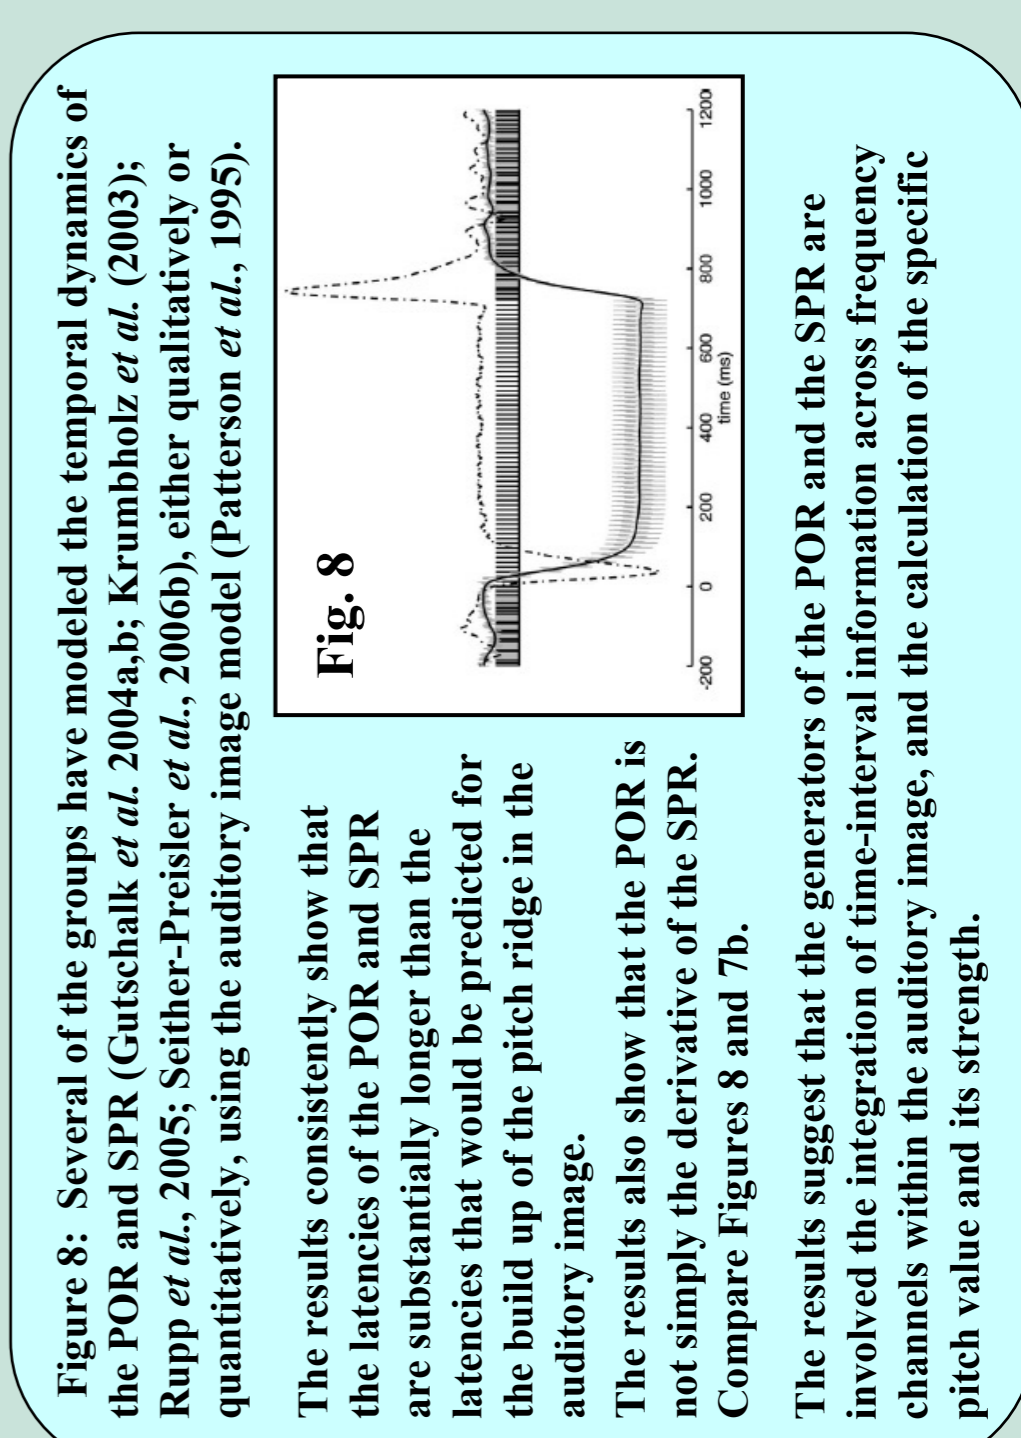 Figure 8: Several of the groups have modeled the temporal dynamics of
the POR and SPR (Gutschalk et al. 2004a,b; Krumbholz et al. (2003);
Rupp et al., 2005; Seither-Preisler et al., 2006b), either qualitatively or
quantitatively, using the auditory image model (Patterson et al., 1995).
The results consistently show that
the latencies of the POR and SPR
are substantially longer than the
latencies that would be predicted for
the build up of the pitch ridge in the
auditory image.
The results also show that the POR is
not simply the derivative of the SPR.
Compare Figures 8 and 7b.
Fig. 8
-200 0 200 400 600 800 1000 1200
time (ms)
The results suggest that the generators of the POR and the SPR are
involved the integration of time-interval information across frequency
channels within the auditory image, and the calculation of the specific
pitch value and its strength.